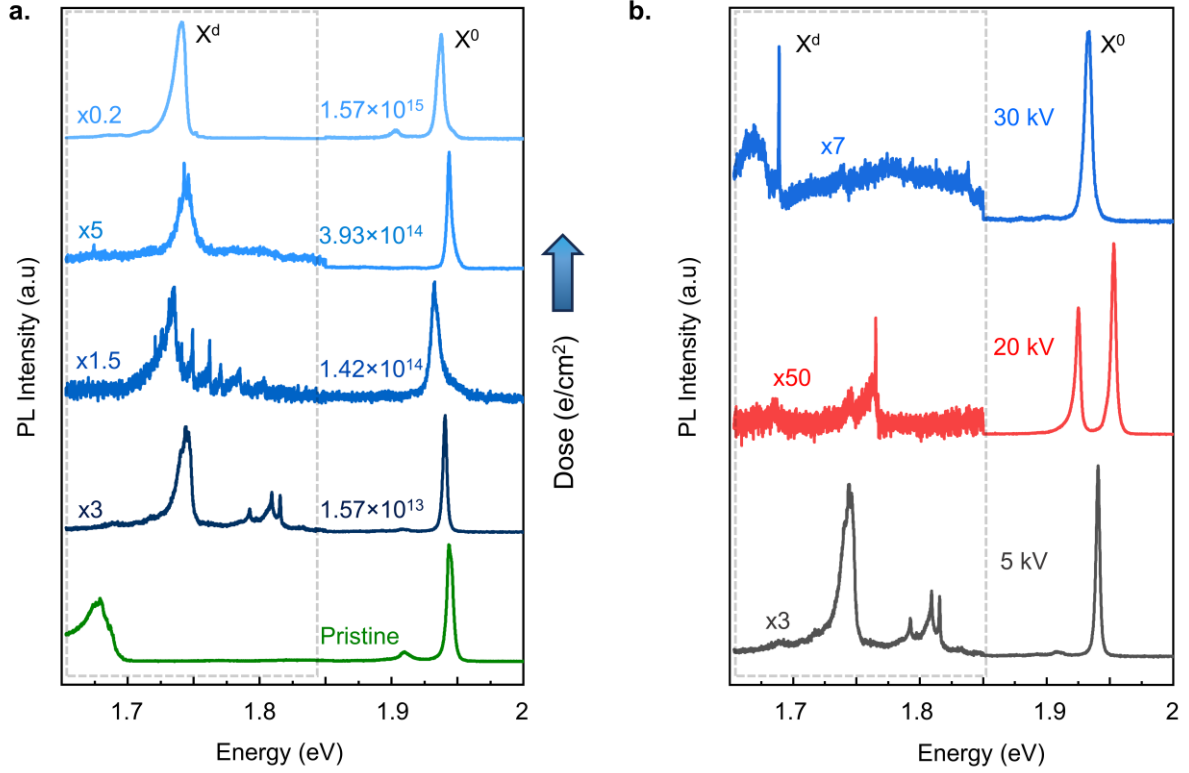 a.
X^d
X^0
x0.2
1.57×10^15
x5
3.93×10^14
x1.5
1.42×10^14
x3
1.57×10^13
Pristine
PL Intensity (a.u)
1.7
1.8
1.9
2
Energy (eV)
Dose (e/cm^2)
b.
X^d
X^0
30 kV
x7
20 kV
x50
5 kV
x3
PL Intensity (a.u)
1.7
1.8
1.9
2
Energy (eV)